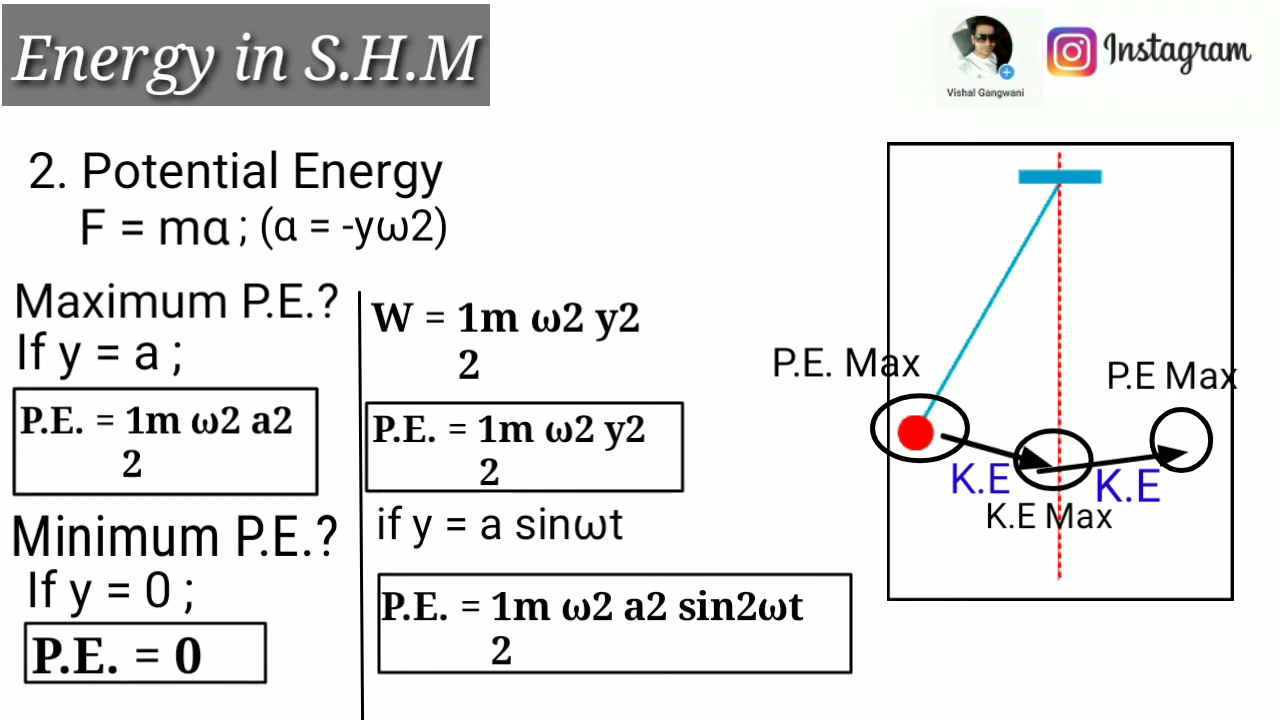 Energy in S.H.M
Vishal Gangwani
Instagram
2. Potential Energy
F = mα ; (α = -yω2)
Maximum P.E.?
If y = a ;
P.E. = 1m ω2 a2
2
Minimum P.E.?
If y = 0 ;
P.E. = 0
W = 1m ω2 y2
2
P.E. = 1m ω2 y2
2
if y = a sinωt
P.E. = 1m ω2 a2 sin2ωt
2
P.E. Max
P.E Max
K.E
K.E
K.E Max